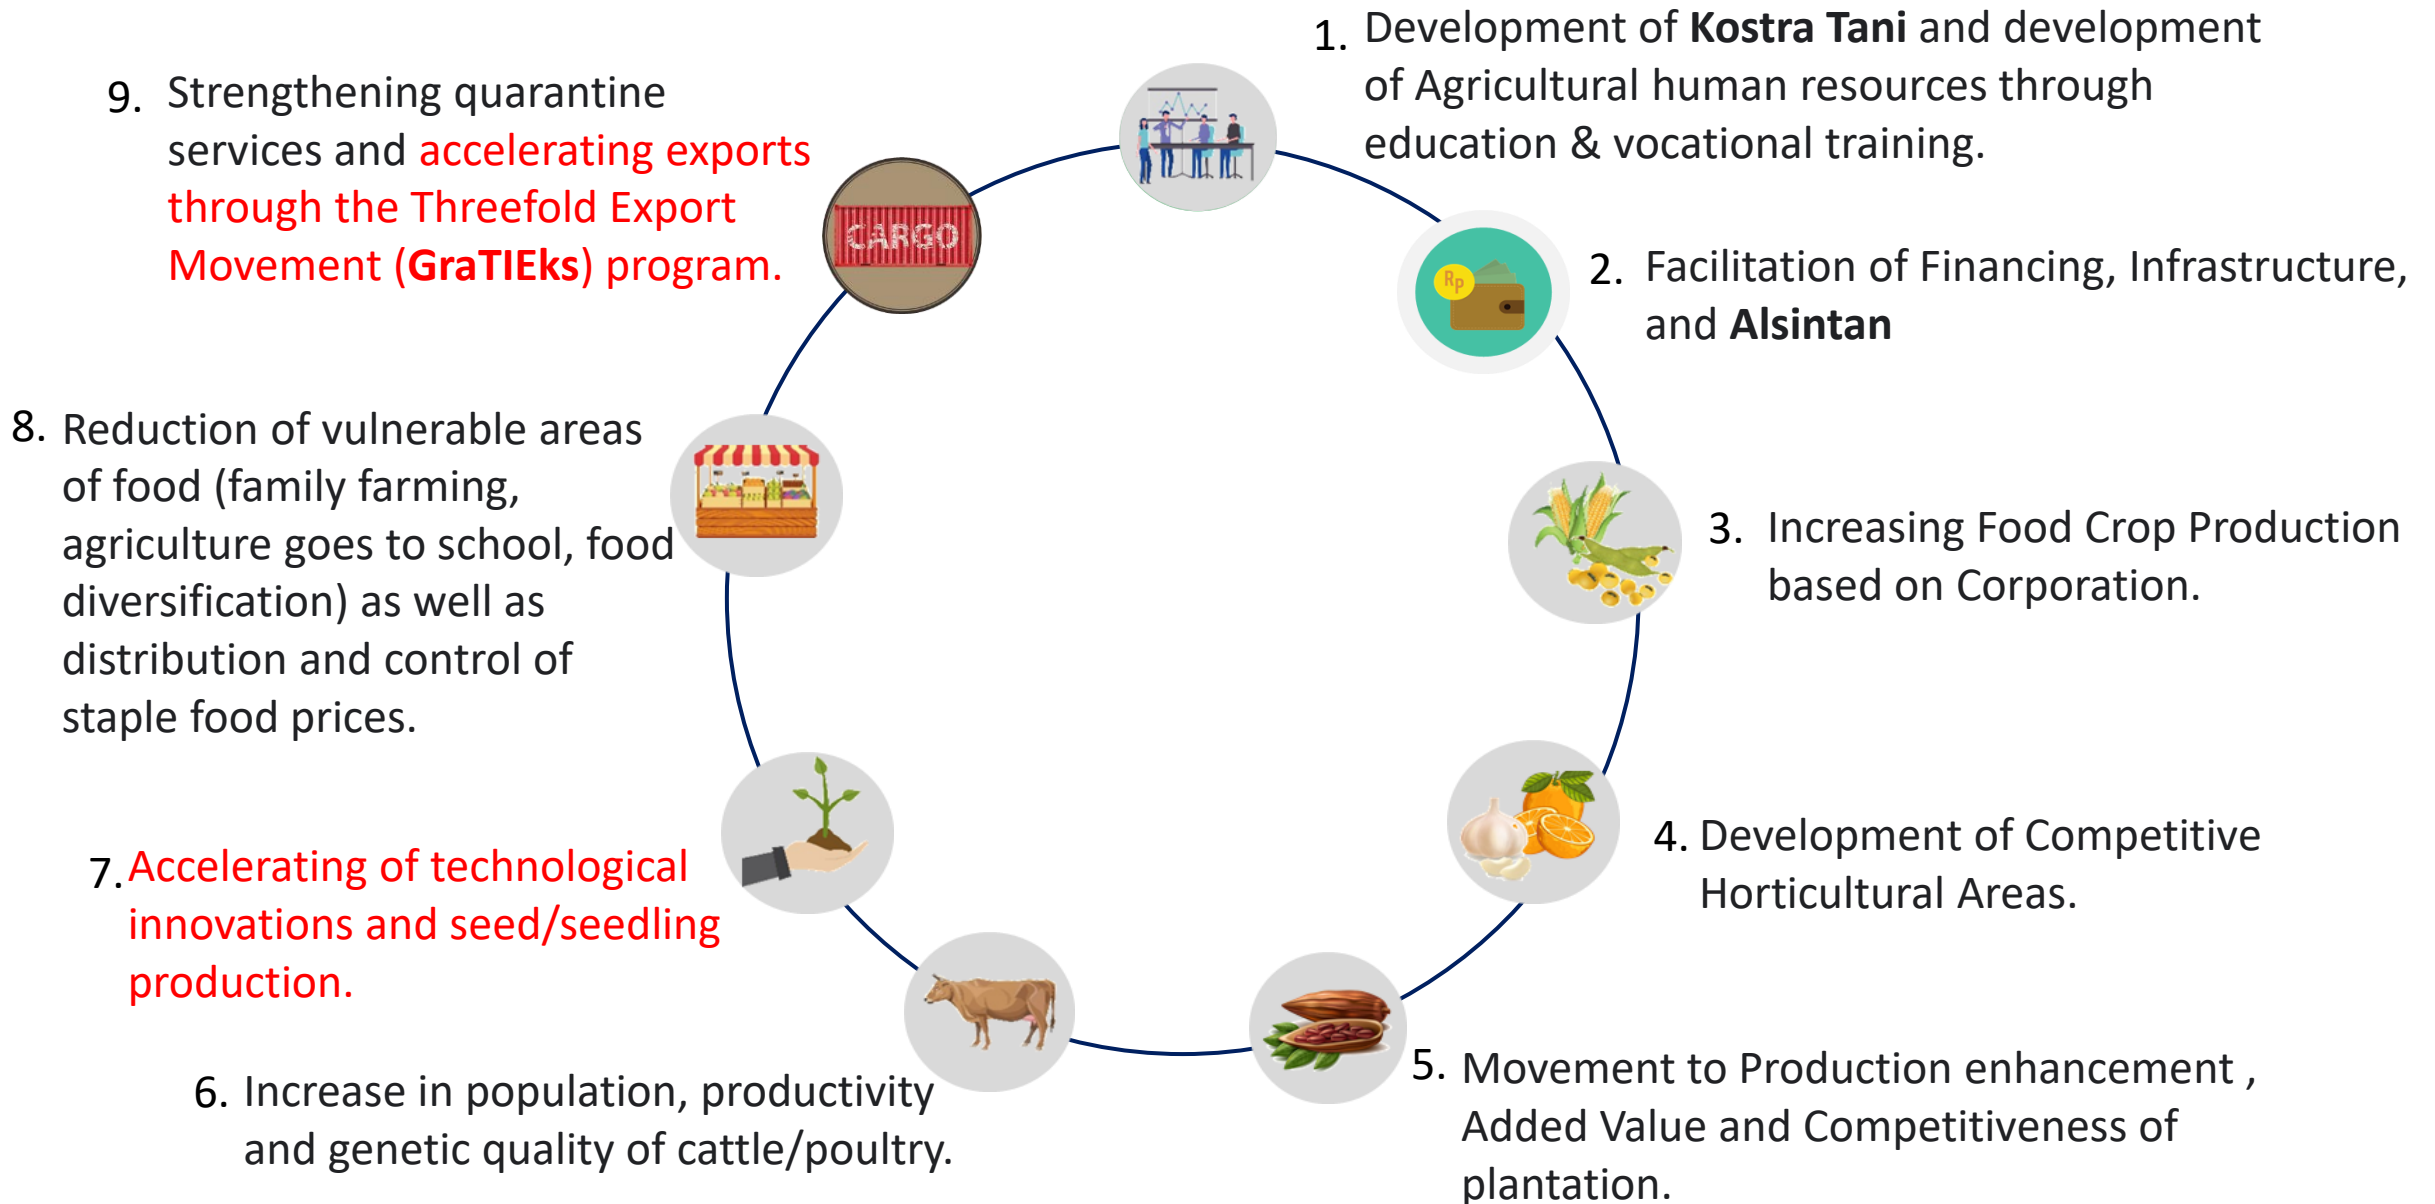 1. Development of Kostra Tani and development
of Agricultural human resources through
education & vocational training.
2. Facilitation of Financing, Infrastructure,
and Alsintan
Rp
3. Increasing Food Crop Production
based on Corporation.
4. Development of Competitive
Horticultural Areas.
5. Movement to Production enhancement ,
Added Value and Competitiveness of
plantation.
6. Increase in population, productivity
and genetic quality of cattle/poultry.
7. Accelerating of technological
innovations and seed/seedling
production.
8. Reduction of vulnerable areas
of food (family farming,
agriculture goes to school, food
diversification) as well as
distribution and control of
staple food prices.
9. Strengthening quarantine
services and accelerating exports
through the Threefold Export
Movement (GraTIEks) program.
CARGO